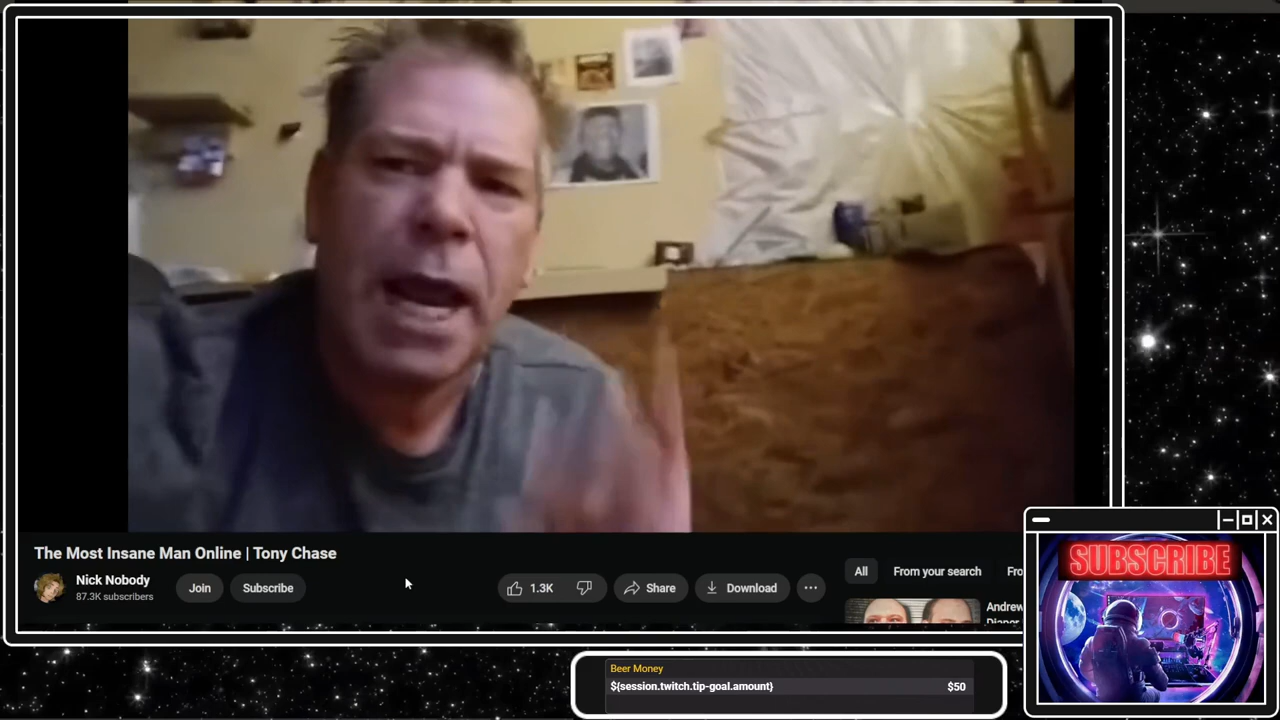 The Most Insane Man Online | Tony Chase
Nick Nobody
87.3K subscribers
Join
Subscribe
1.3K
Share
Download
All
From your search
Fro
Andrew
SUBSCRIBE
Beer Money
${session.twitch.tip-goal.amount}
$50